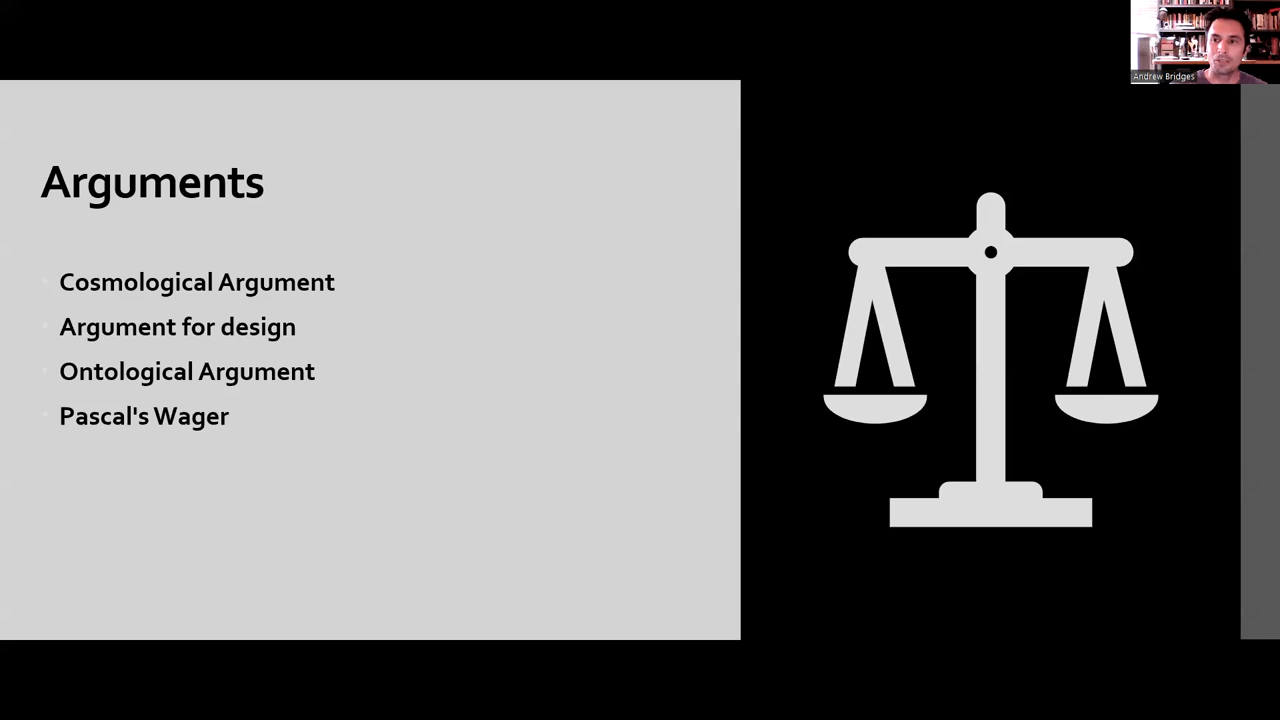 Andrew Bridges
Arguments
Cosmological Argument
Argument for design
Ontological Argument
Pascal's Wager